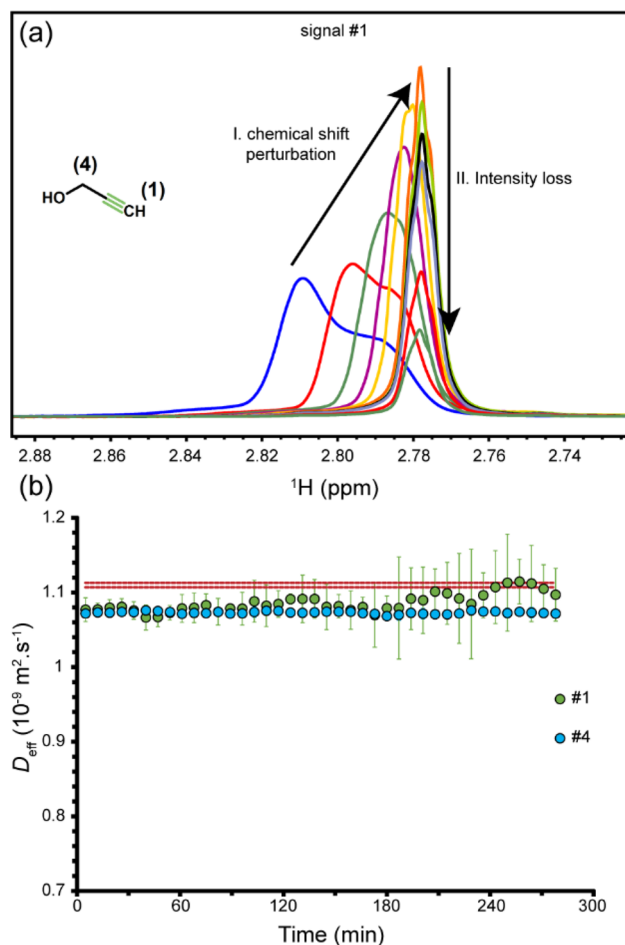 (a)
signal #1
I. chemical shift
perturbation
II. Intensity loss
(4)
(1)
HO
CH
2.88 2.86 2.84 2.82 2.80 2.78 2.76 2.74
¹H (ppm)
(b)
1.2
1.1
1
0.9
0.8
0.7
D_eff (10⁻⁹ m².s⁻¹)
#1
#4
0 60 120 180 240 300
Time (min)